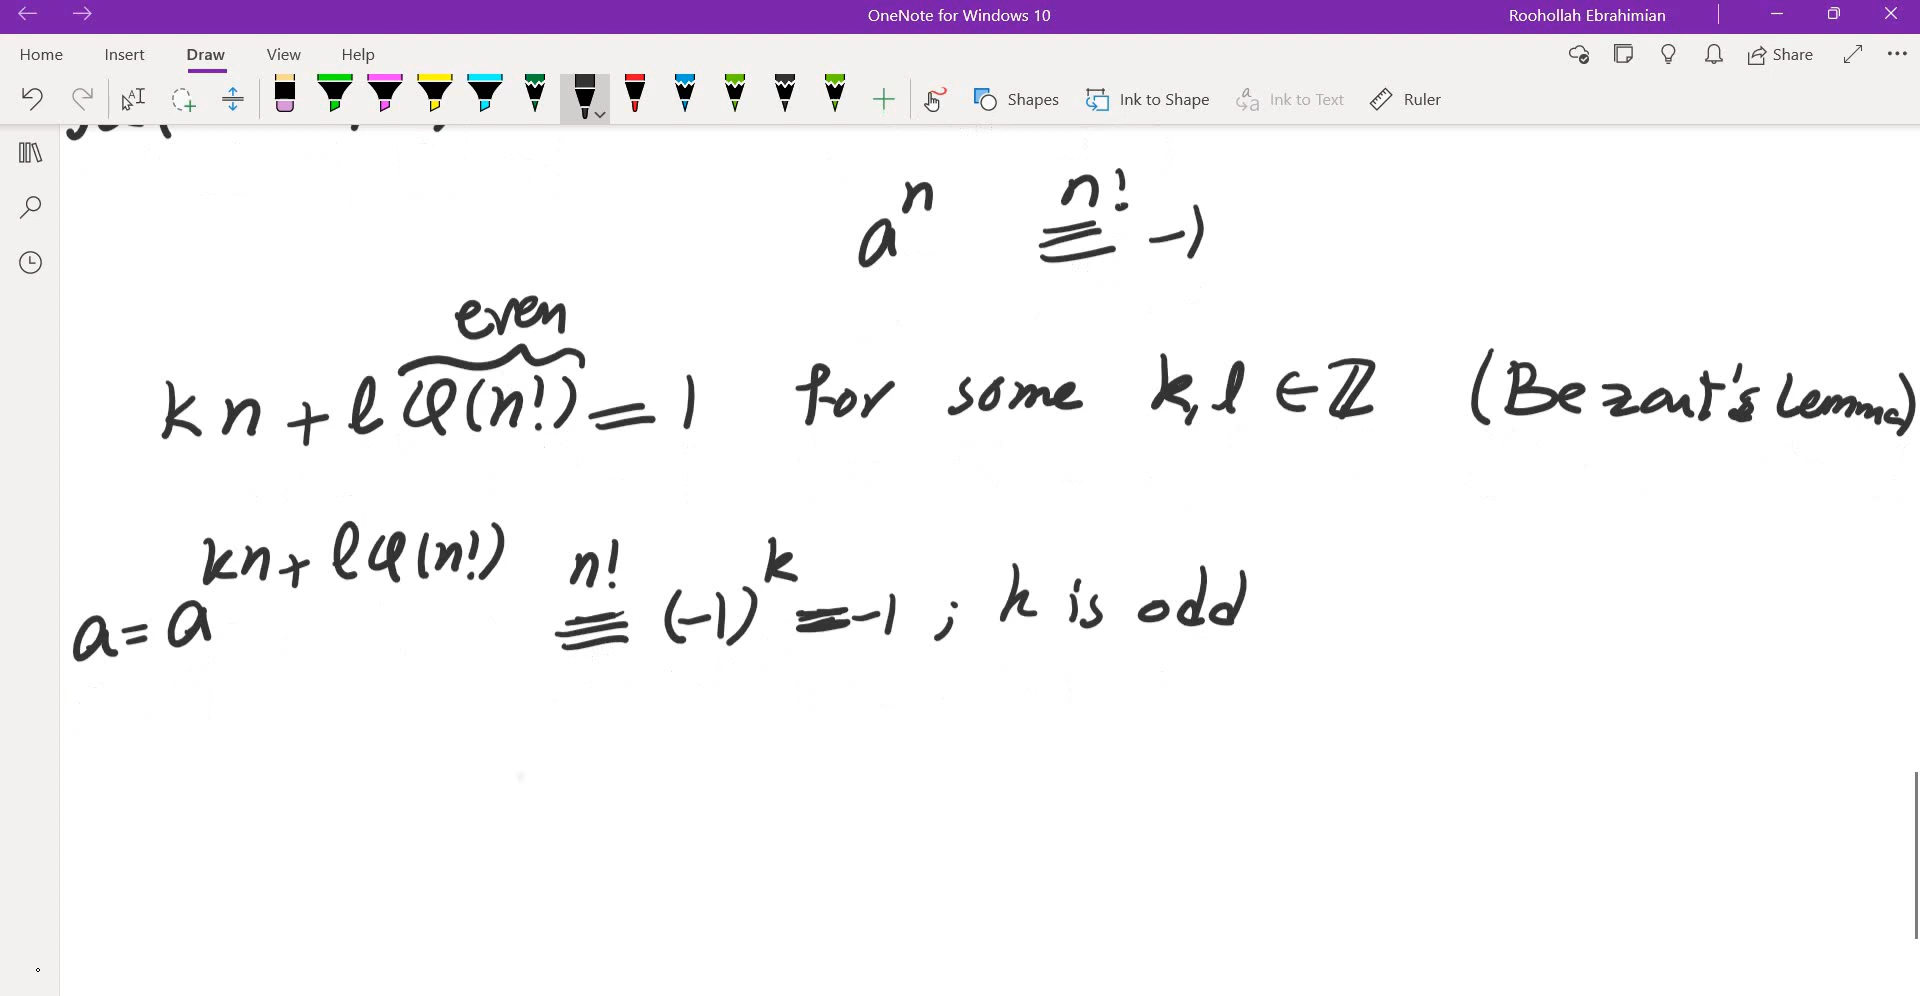 OneNote for Windows 10
Roohollah Ebrahimian
Home Insert Draw View Help
Share
Shapes Ink to Shape Ink to Text Ruler
aⁿ ≡ⁿ! -1
even
kn + lφ(n!) = 1 for some k, l ∈ ℤ (Bezout's Lemma)
a = a^(kn + lφ(n!)) ≡ⁿ! (-1)^k = -1 ; k is odd